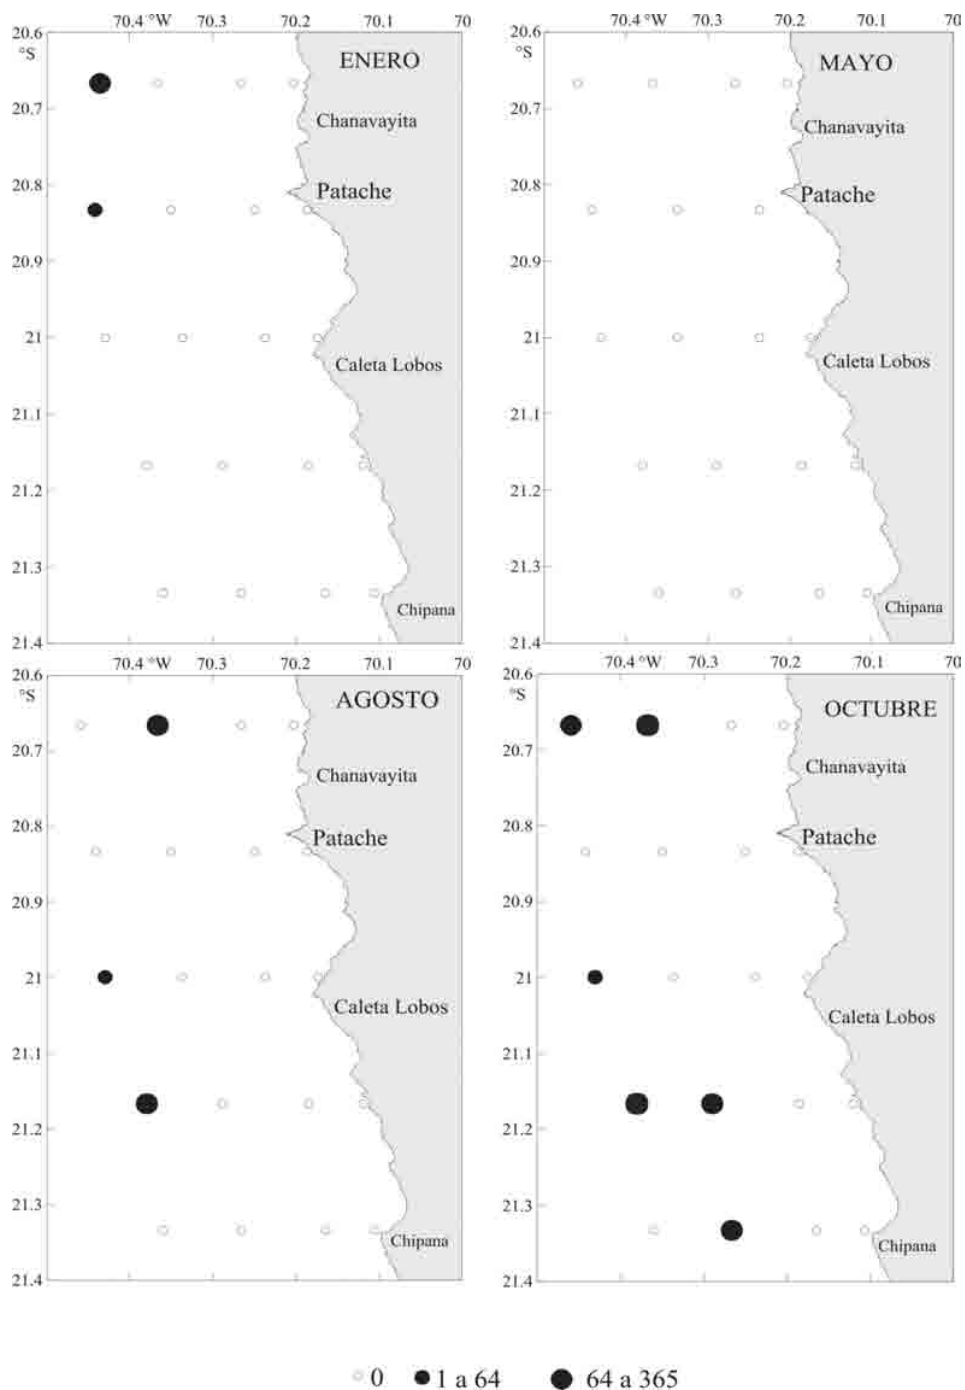 70.4 °W 70.3 70.2 70.1 70
70.4 °W 70.3 70.2 70.1 70
20.6
°S
ENERO
20.7
Chanavayita
20.8
Patache
20.9
21
Caleta Lobos
21.1
21.2
21.3
Chipana
21.4
20.6
°S
MAYO
20.7
Chanavayita
20.8
Patache
20.9
21
Caleta Lobos
21.1
21.2
21.3
Chipana
21.4
70.4 °W 70.3 70.2 70.1 70
70.4 °W 70.3 70.2 70.1 70
20.6
°S
AGOSTO
20.7
Chanavayita
20.8
Patache
20.9
21
Caleta Lobos
21.1
21.2
21.3
Chipana
21.4
20.6
°S
OCTUBRE
20.7
Chanavayita
20.8
Patache
20.9
21
Caleta Lobos
21.1
21.2
21.3
Chipana
21.4
0 1 a 64 64 a 365